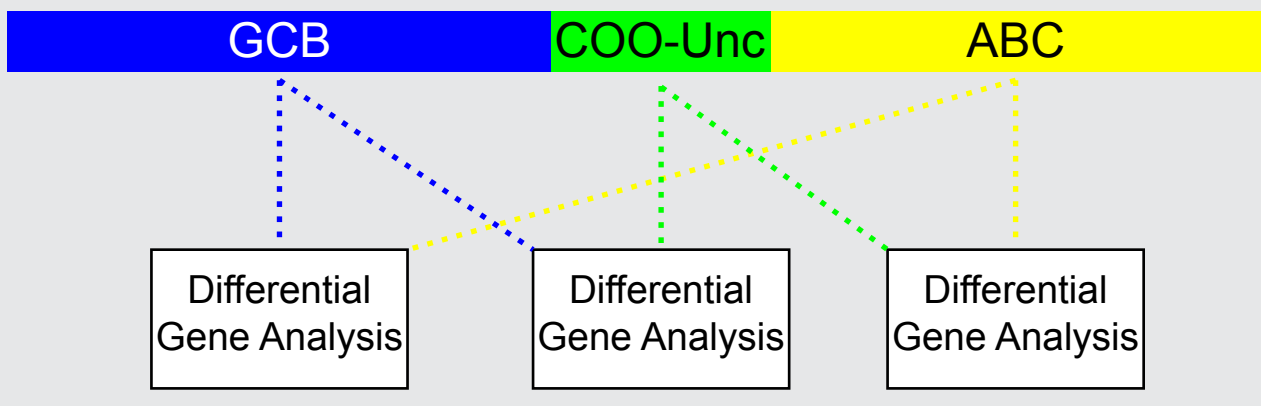 GCB COO-Unc ABC
Differential
Gene Analysis
Differential
Gene Analysis
Differential
Gene Analysis